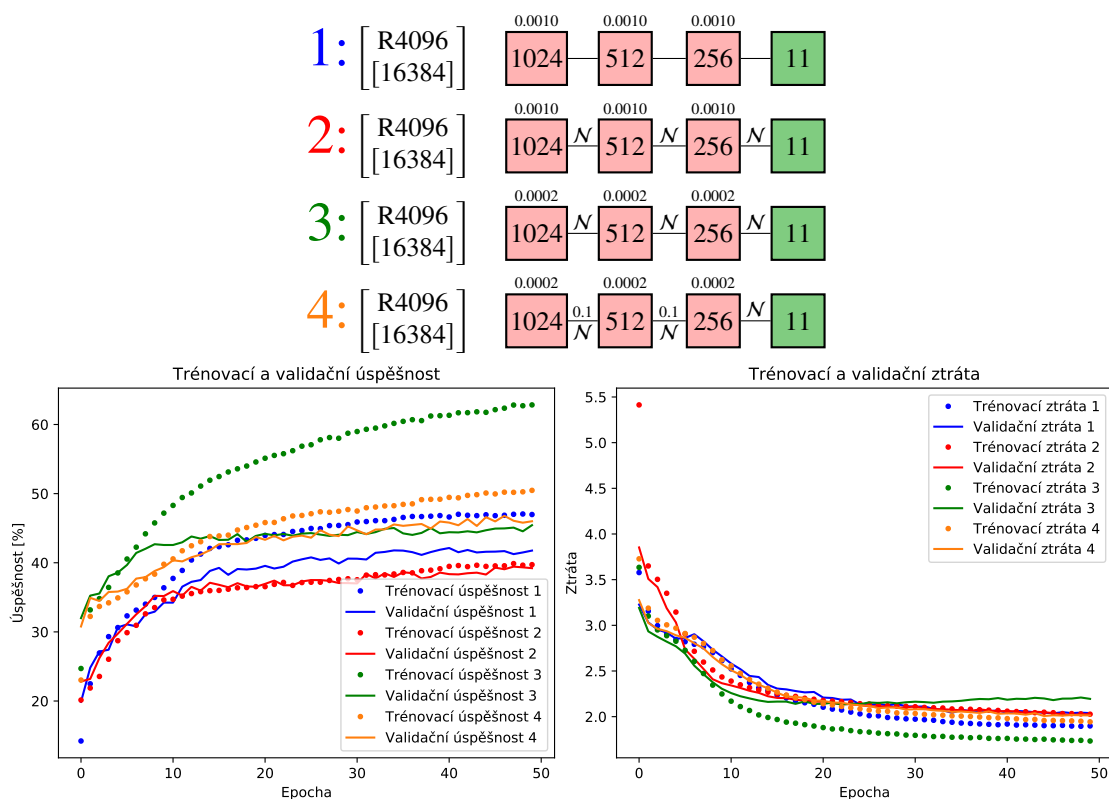 0.0010 0.0010 0.0010
1: R4096 [16384] 1024 512 256 11
0.0010 0.0010 0.0010
2: R4096 [16384] 1024 N 512 N 256 N 11
0.0002 0.0002 0.0002
3: R4096 [16384] 1024 N 512 N 256 N 11
0.0002 0.0002 0.0002
4: R4096 [16384] 1024 0.1 N 512 0.1 N 256 N 11
Trénovací a validační úspěšnost
Úspěšnost [%]
60
50
40
30
20
0 10 20 30 40 50
Epocha
Trénovací úspěšnost 1
Validační úspěšnost 1
Trénovací úspěšnost 2
Validační úspěšnost 2
Trénovací úspěšnost 3
Validační úspěšnost 3
Trénovací úspěšnost 4
Validační úspěšnost 4
Trénovací a validační ztráta
Ztráta
5.5
5.0
4.5
4.0
3.5
3.0
2.5
2.0
0 10 20 30 40 50
Epocha
Trénovací ztráta 1
Validační ztráta 1
Trénovací ztráta 2
Validační ztráta 2
Trénovací ztráta 3
Validační ztráta 3
Trénovací ztráta 4
Validační ztráta 4